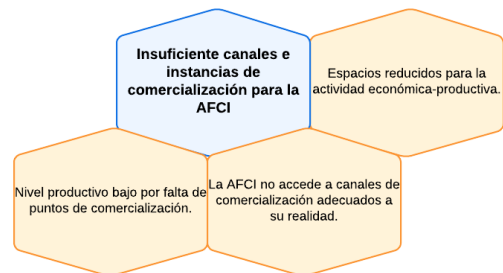 Insuficiente canales e
instancias de
comercialización para la
AFCI
Espacios reducidos para la
actividad económica-productiva.
Nivel productivo bajo por falta de
puntos de comercialización.
La AFCI no accede a canales de
comercialización adecuados a
su realidad.